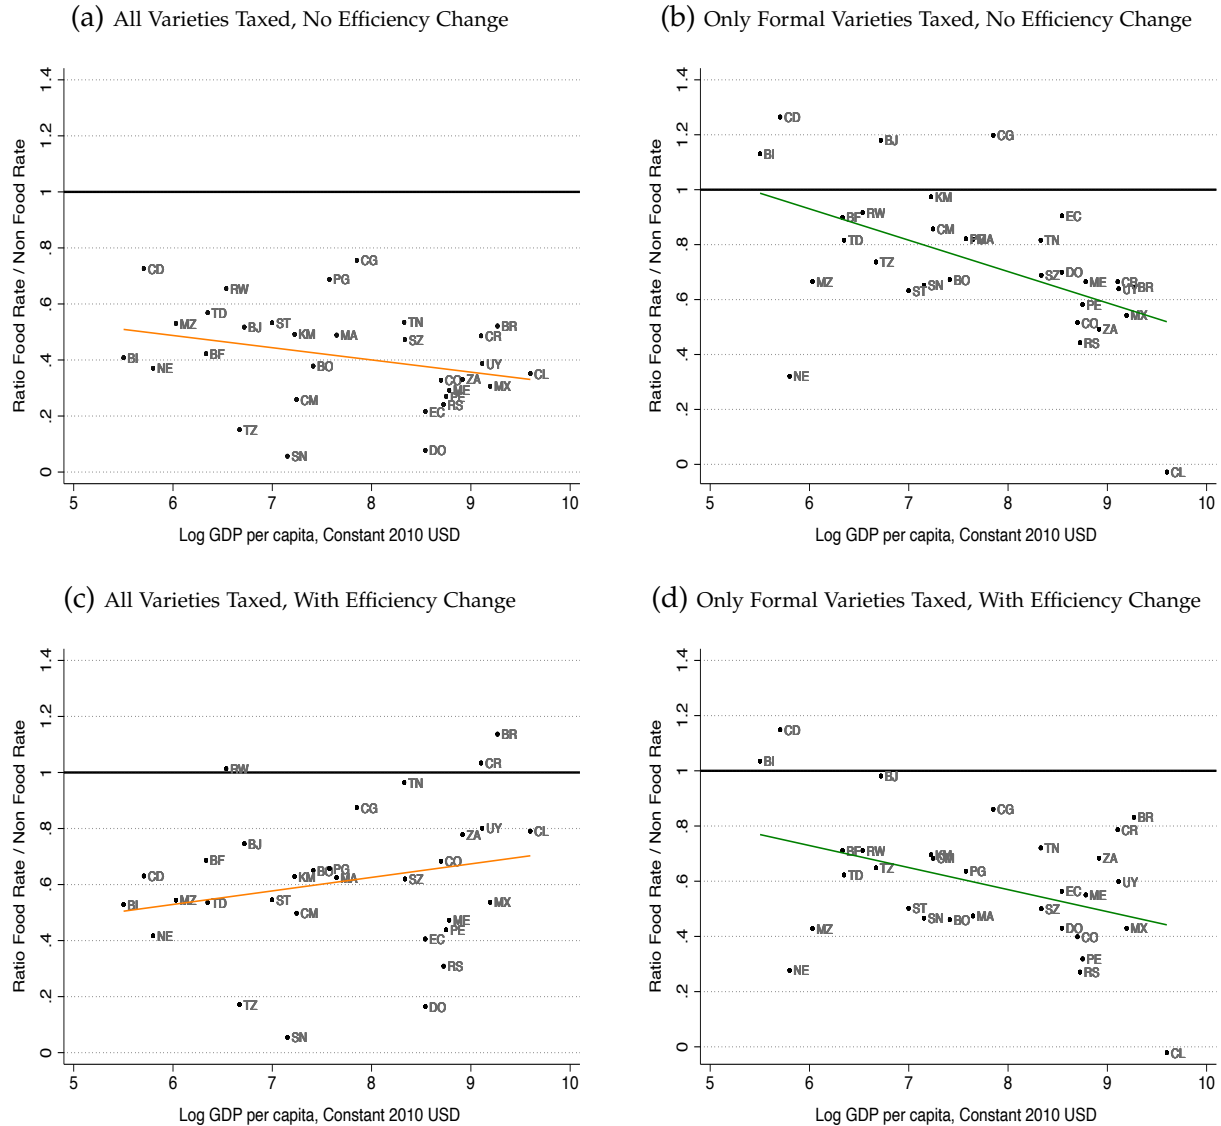 (a) All Varieties Taxed, No Efficiency Change
Ratio Food Rate / Non Food Rate
1.4
1.2
1
.8
.6
.4
.2
0
CD
CG
PG
RW
TD
MZ
BJ
ST
KM
MA
TN
SZ
BR
CR
BI
NE
BF
BO
UY
CL
CO
ZA
ME
MX
PE
RS
CM
EC
TZ
SN
DO
5 6 7 8 9 10
Log GDP per capita, Constant 2010 USD
(b) Only Formal Varieties Taxed, No Efficiency Change
Ratio Food Rate / Non Food Rate
1.4
1.2
1
.8
.6
.4
.2
0
CD
BI
BJ
CG
KM
BF
RW
EC
CM
TD
PG
MA
TN
TZ
MZ
ST
SN
BO
SZ
DO
ME
CR
UY
BR
PE
CO
ZA
MX
RS
NE
CL
5 6 7 8 9 10
Log GDP per capita, Constant 2010 USD
(c) All Varieties Taxed, With Efficiency Change
Ratio Food Rate / Non Food Rate
1.4
1.2
1
.8
.6
.4
.2
0
BR
CR
RW
TN
CG
UY
ZA
CL
BJ
BF
CO
CD
KM
BO
PG
MA
SZ
BI
MZ
TD
ST
CM
MX
ME
PE
NE
EC
RS
TZ
DO
SN
5 6 7 8 9 10
Log GDP per capita, Constant 2010 USD
(d) Only Formal Varieties Taxed, With Efficiency Change
Ratio Food Rate / Non Food Rate
1.4
1.2
1
.8
.6
.4
.2
0
CD
BI
BJ
CG
BR
CR
BF
RW
KM
CM
TN
ZA
TD
TZ
PG
UY
EC
ME
ST
SN
BO
MA
SZ
MZ
DO
CO
MX
PE
RS
NE
CL
5 6 7 8 9 10
Log GDP per capita, Constant 2010 USD